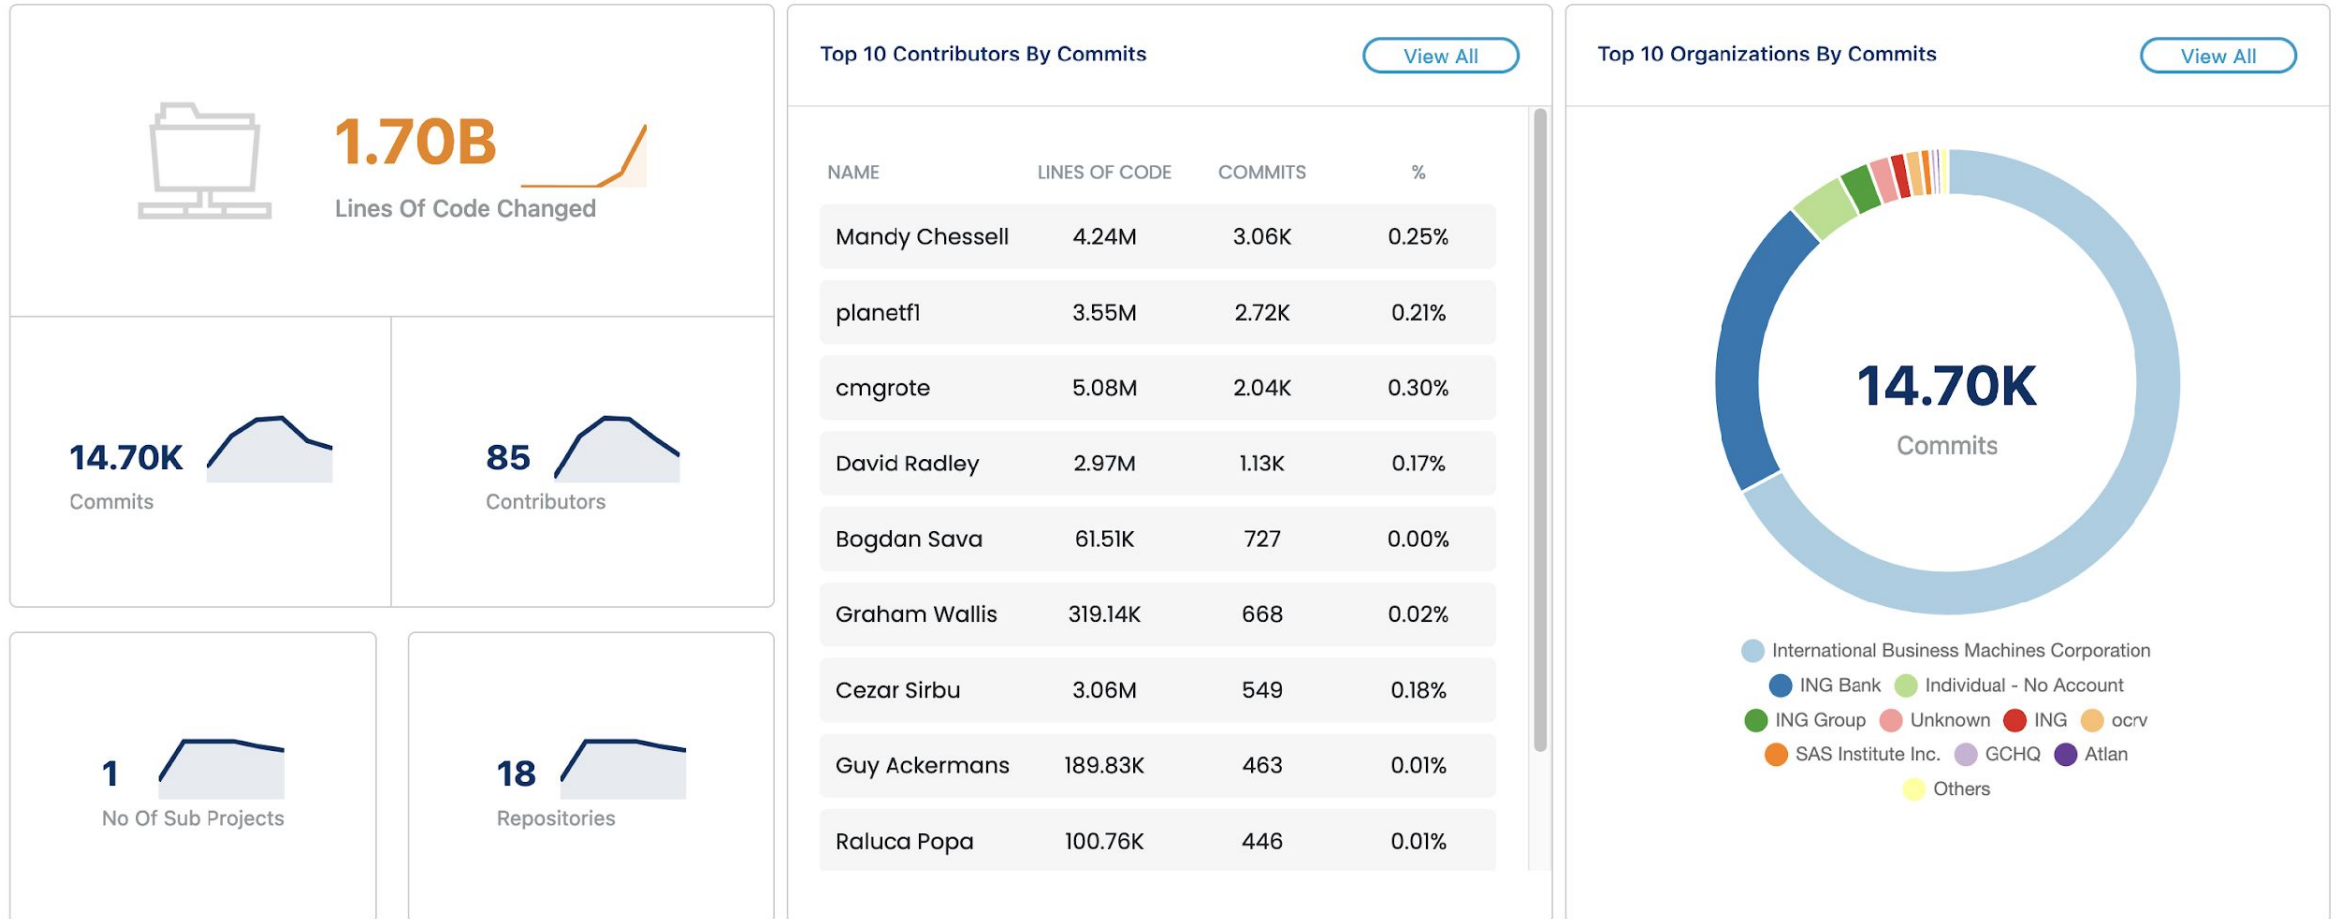 1.70B
Lines Of Code Changed
14.70K
Commits
85
Contributors
1
No Of Sub Projects
18
Repositories
Top 10 Contributors By Commits
View All
NAME LINES OF CODE COMMITS %
Mandy Chessell 4.24M 3.06K 0.25%
planetf1 3.55M 2.72K 0.21%
cmgrote 5.08M 2.04K 0.30%
David Radley 2.97M 1.13K 0.17%
Bogdan Sava 61.51K 727 0.00%
Graham Wallis 319.14K 668 0.02%
Cezar Sirbu 3.06M 549 0.18%
Guy Ackermans 189.83K 463 0.01%
Raluca Popa 100.76K 446 0.01%
Top 10 Organizations By Commits
View All
14.70K
Commits
International Business Machines Corporation
ING Bank Individual - No Account
ING Group Unknown ING ocrv
SAS Institute Inc. GCHQ Atlan
Others